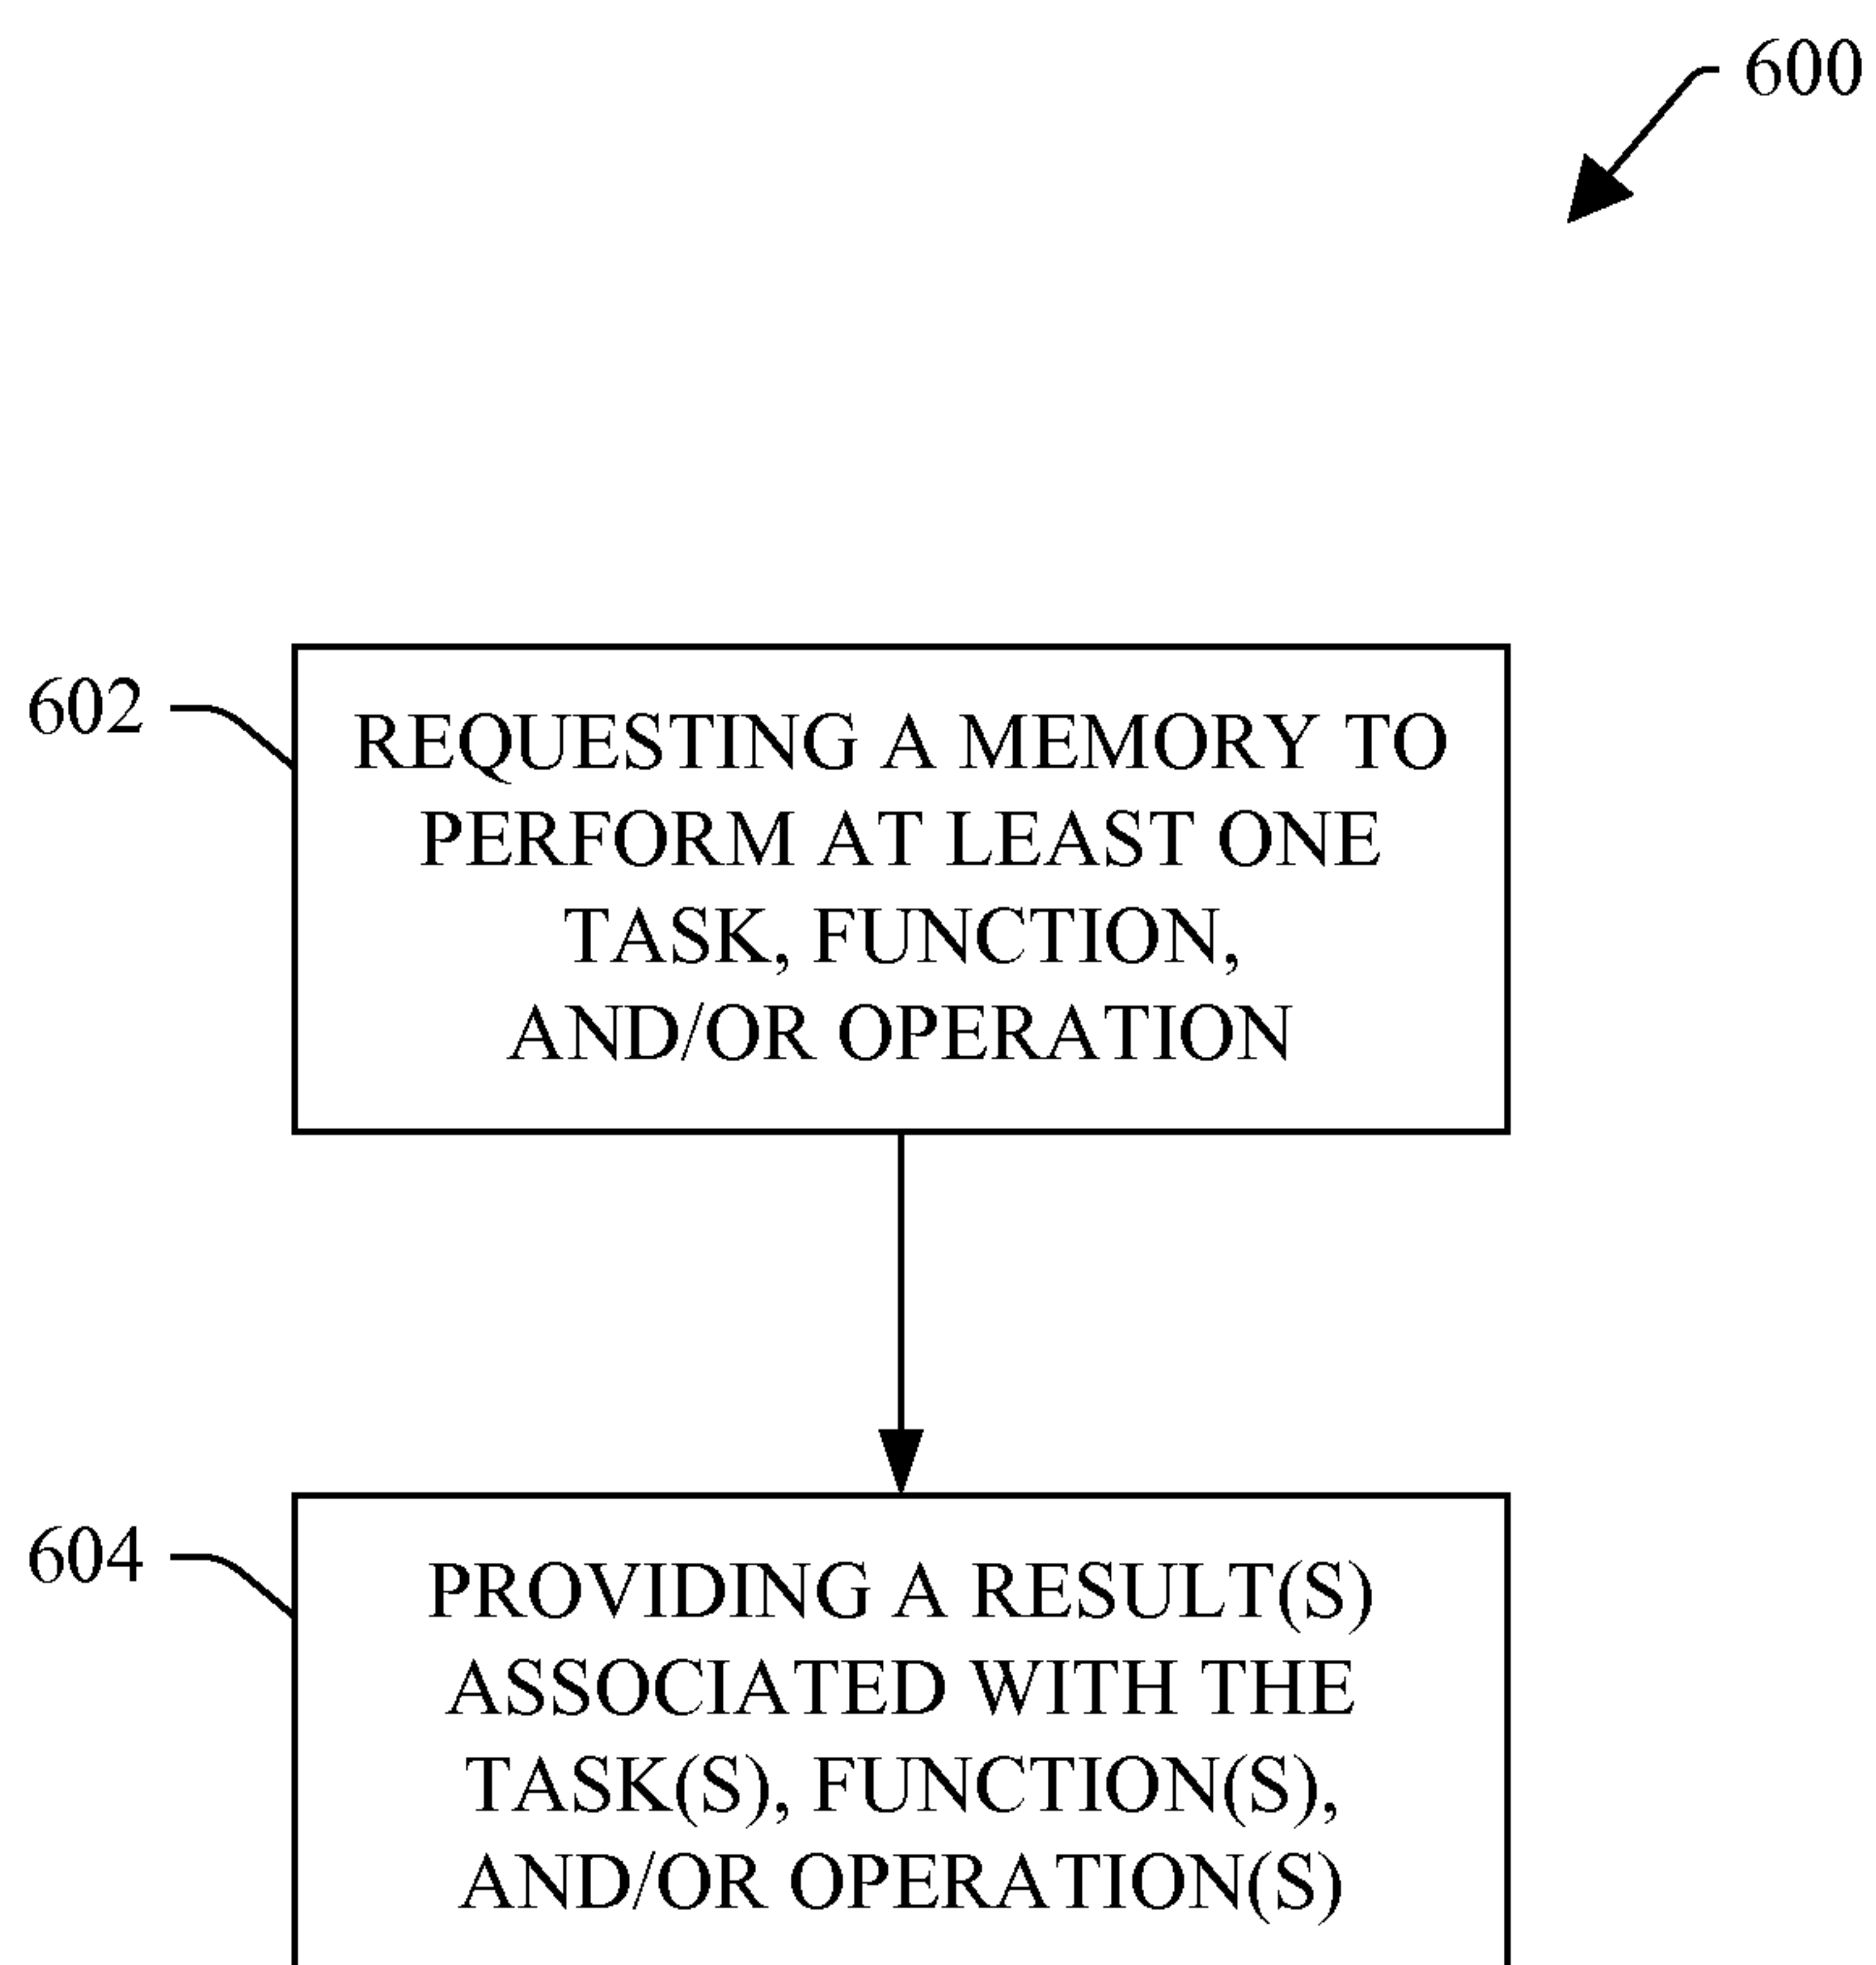 600
602
REQUESTING A MEMORY TO
PERFORM AT LEAST ONE
TASK, FUNCTION,
AND/OR OPERATION
604
PROVIDING A RESULT(S)
ASSOCIATED WITH THE
TASK(S), FUNCTION(S),
AND/OR OPERATION(S)